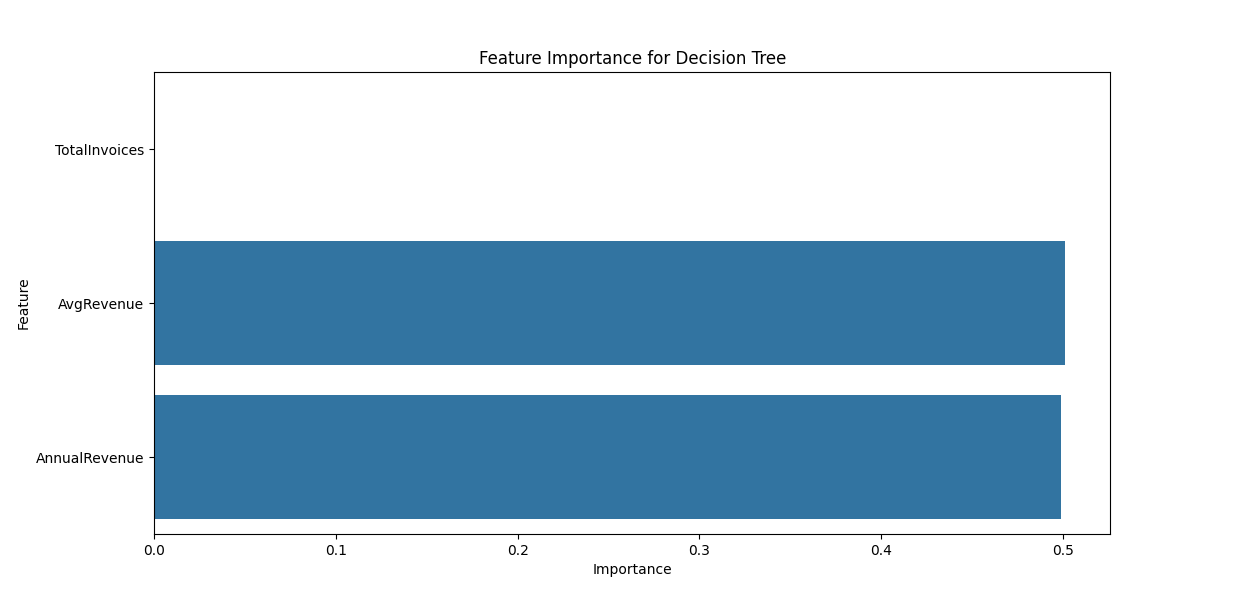 Feature Importance for Decision Tree
TotalInvoices
AvgRevenue
AnnualRevenue
Feature
0.0 0.1 0.2 0.3 0.4 0.5
Importance